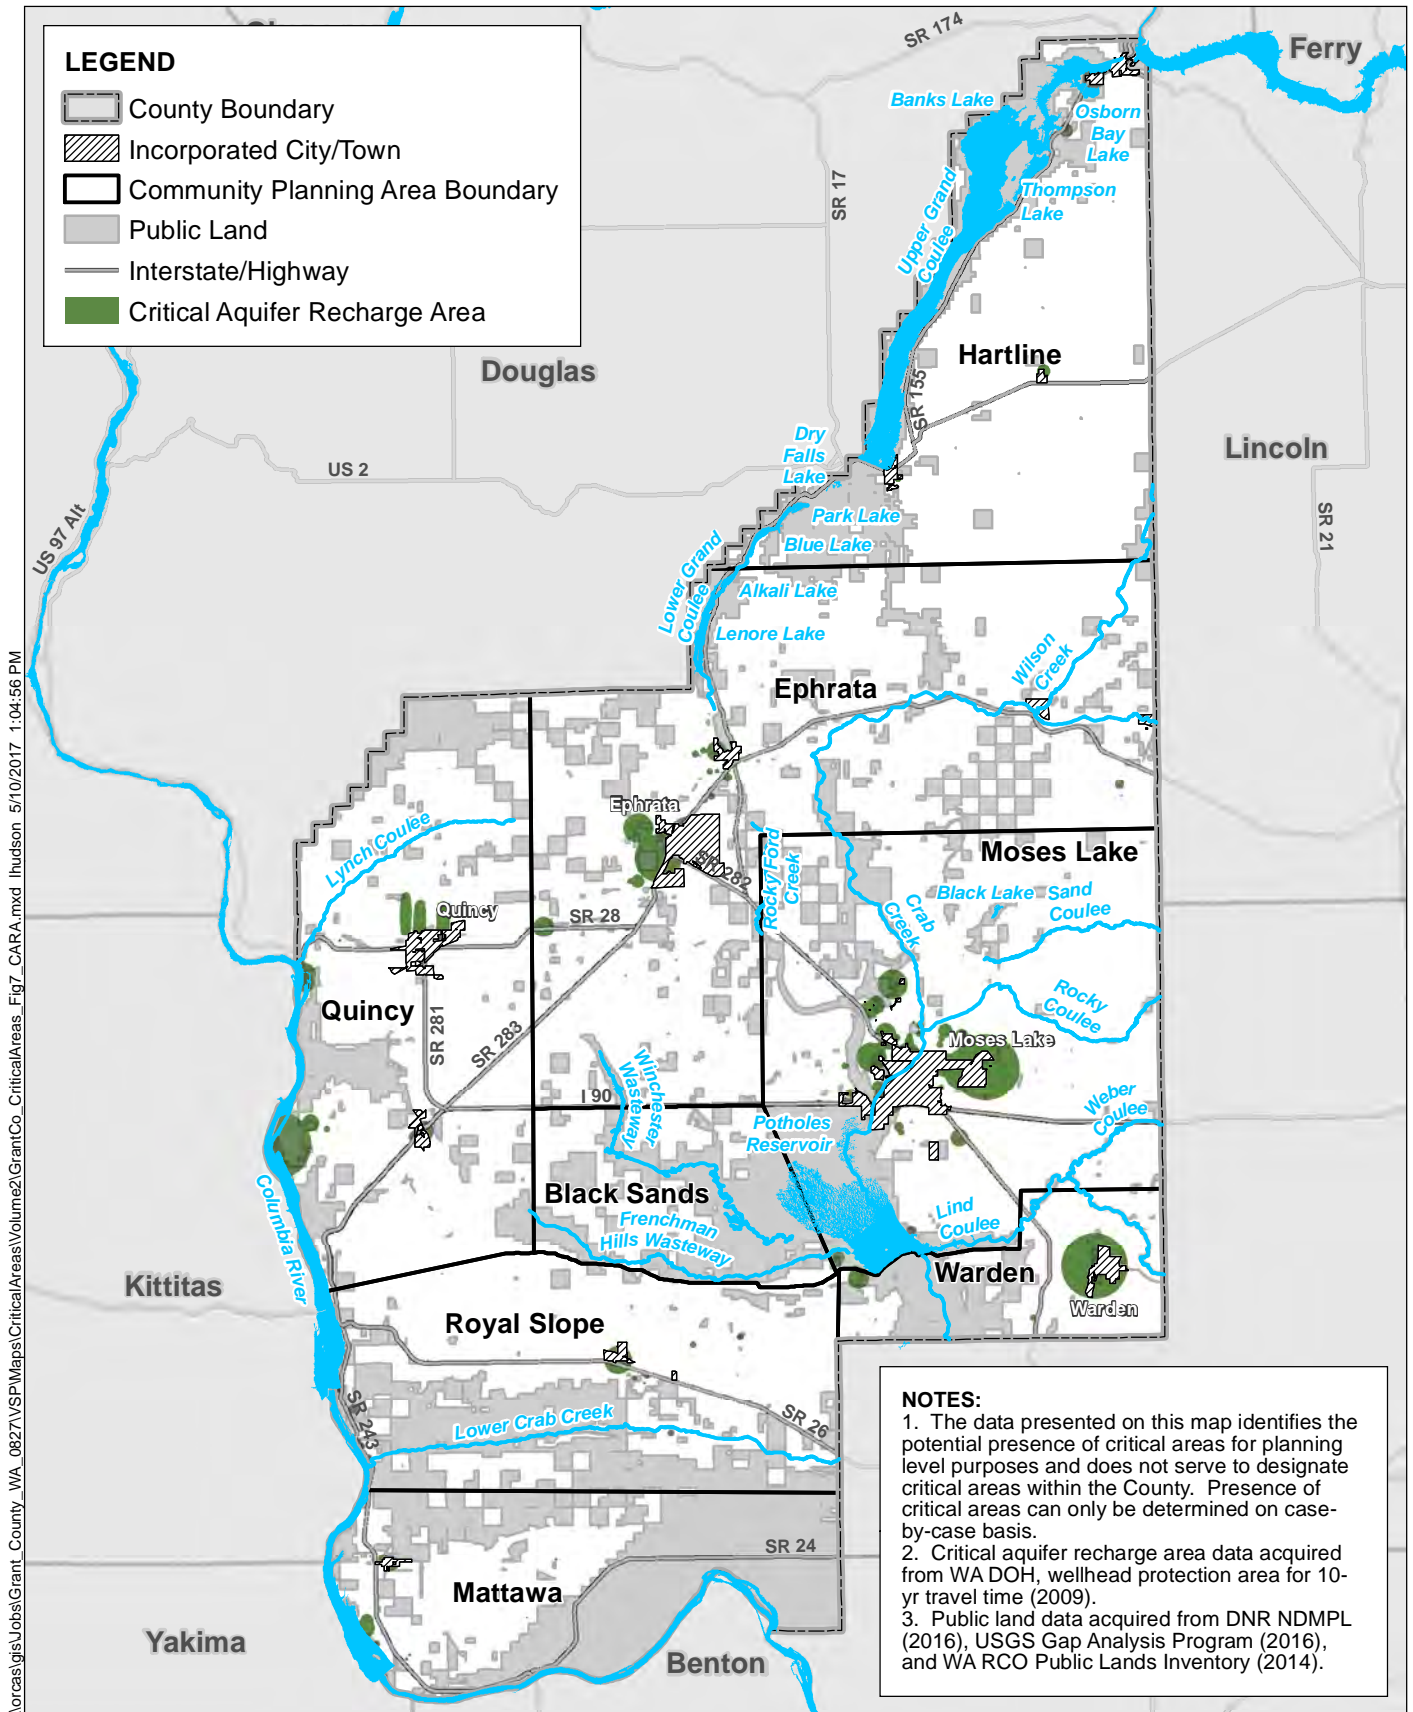 LEGEND
County Boundary
Incorporated City/Town
Community Planning Area Boundary
Public Land
Interstate/Highway
Critical Aquifer Recharge Area
SR 174
Ferry
Banks Lake
Osborn
Bay
Lake
SR 17
Thompson
Lake
Upper Grand
Coulee
Hartline
Douglas
SR 155
Dry
Falls
Lake
Lincoln
US 2
SR 21
US 97 Alt
Park Lake
Blue Lake
Lower Grand
Coulee
Alkali Lake
Lenore Lake
Wilson
Creek
Ephrata
Ephrata
Lynch Coulee
SR 282
Rocky Ford
Creek
Moses Lake
Black Lake
Sand
Coulee
Crab
Creek
Quincy
SR 28
Rocky
Coulee
Quincy
SR 281
SR 283
Moses Lake
Winchester
Wasteway
I 90
Weber
Coulee
Potholes
Reservoir
Columbia River
Black Sands
Frenchman
Hills Wasteway
Lind
Coulee
Kittitas
Warden
Warden
Royal Slope
SR 243
Lower Crab Creek
SR 26
SR 24
Mattawa
Yakima
Benton
NOTES:
1. The data presented on this map identifies the
potential presence of critical areas for planning
level purposes and does not serve to designate
critical areas within the County. Presence of
critical areas can only be determined on case-
by-case basis.
2. Critical aquifer recharge area data acquired
from WA DOH, wellhead protection area for 10-
yr travel time (2009).
3. Public land data acquired from DNR NDMPL
(2016), USGS Gap Analysis Program (2016),
and WA RCO Public Lands Inventory (2014).
\orcas\gis\Jobs\Grant_County_WA_0827\VSP\Maps\CriticalAreas\Volume2\GrantCo_CriticalAreas_Fig7_CARA.mxd lhudson 5/10/2017 1:04:56 PM